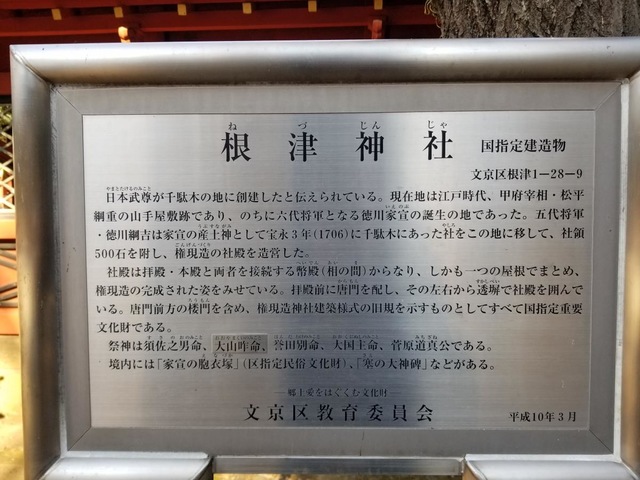 ね づ じん じゃ
根津神社 国指定建造物
文京区根津1−28−9
やまとたけるのみこと
日本武尊が千駄木の地に創建したと伝えられている。現在地は江戸時代、甲府宰相・松平
綱重の山手屋敷跡であり、のちに六代将軍となる徳川家宣の誕生の地であった。五代将軍
・徳川綱吉は家宣の産土神として宝永3年(1706)に千駄木にあった社をこの地に移して、社領
500石を附し、権現造の社殿を造営した。
社殿は拝殿・本殿と両者を接続する幣殿(相の間)からなり、しかも一つの屋根でまとめ、
権現造の完成された姿をみせている。拝殿前に唐門を配し、その左右から透塀で社殿を囲んで
いる。唐門前方の楼門を含め、権現造神社建築様式の旧規を示すものとしてすべて国指定重要
文化財である。
祭神は須佐之男命、大山咋命、誉田別命、大国主命、菅原道真公である。
境内には「家宣の胞衣塚」(区指定民俗文化財)、「塞の大神碑」などがある。
―郷土愛をはぐくむ文化財
文京区教育委員会 平成10年3月